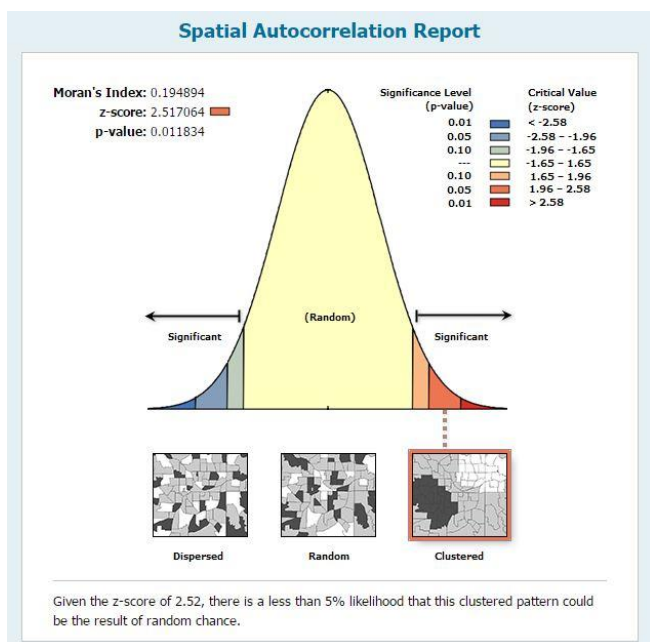 Spatial Autocorrelation Report
Moran's Index: 0.194894
z-score: 2.517064
p-value: 0.011834
Significance Level
(p-value)
Critical Value
(z-score)
0.01 < -2.58
0.05 -2.58 – -1.96
0.10 -1.96 – -1.65
--- -1.65 – 1.65
0.10 1.65 – 1.96
0.05 1.96 – 2.58
0.01 > 2.58
(Random)
Significant
Significant
Dispersed
Random
Clustered
Given the z-score of 2.52, there is a less than 5% likelihood that this clustered pattern could
be the result of random chance.